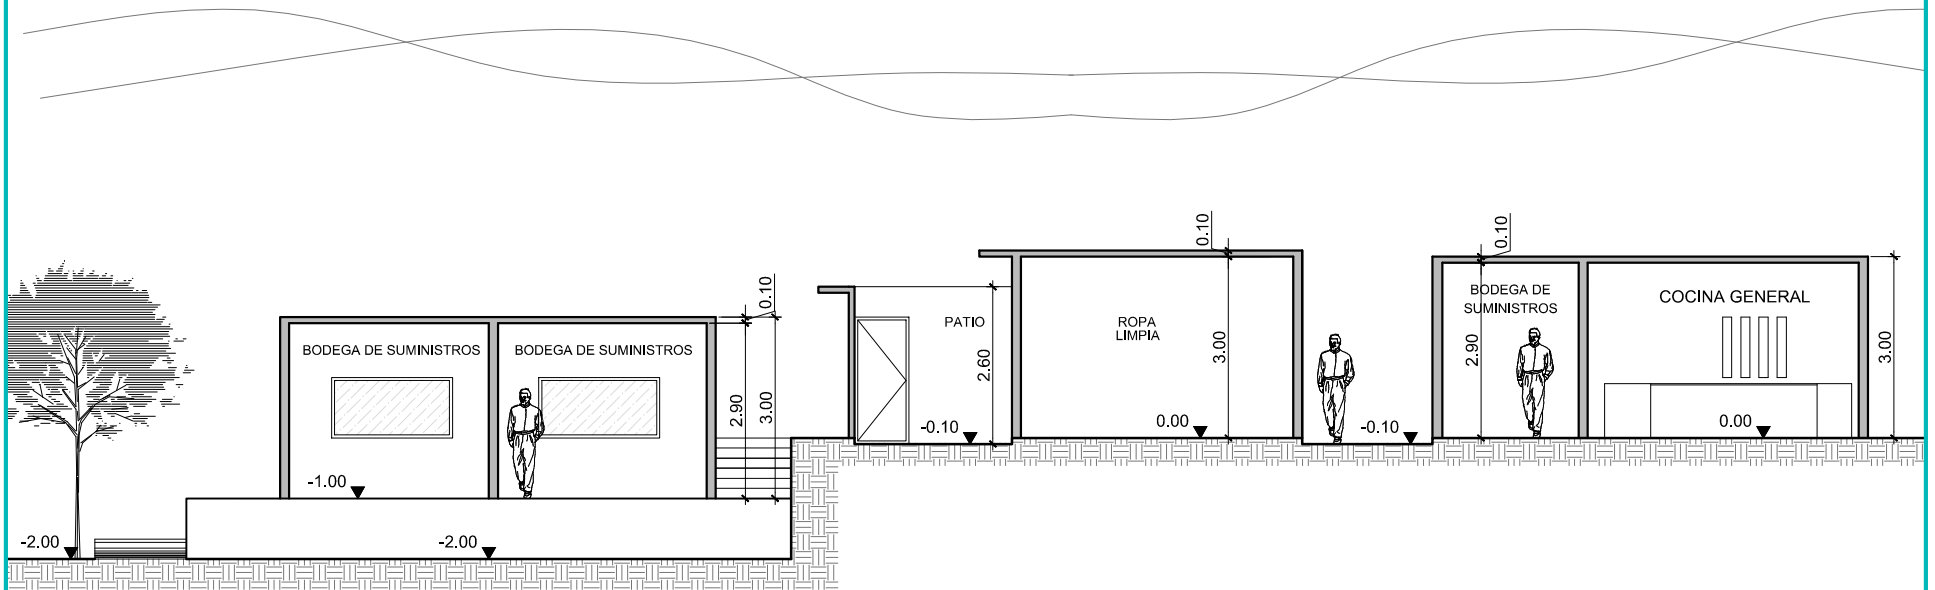 BODEGA DE SUMINISTROS
BODEGA DE SUMINISTROS
-1.00
-2.00
-2.00
2.90
3.00
0.10
PATIO
2.60
-0.10
ROPA
LIMPIA
0.10
3.00
0.00
-0.10
BODEGA DE
SUMINISTROS
0.10
2.90
COCINA GENERAL
0.00
3.00